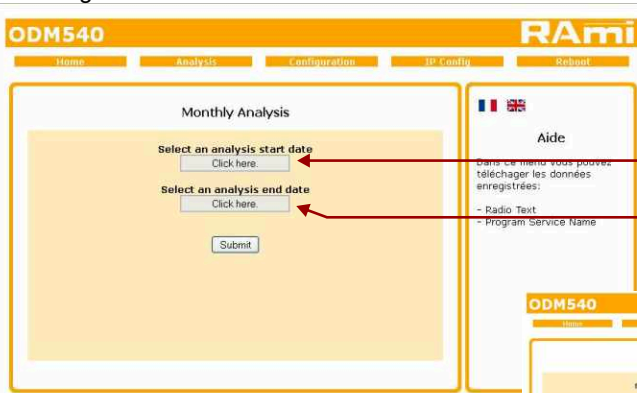 ODM540
RAmi
Home Analysis Configuration IP Config Reboot
Monthly Analysis
Select an analysis start date
Click here.
Select an analysis end date
Click here.
Submit
Aide
Dans ce menu vous pouvez
téléchager les données
enregistrées:
- Radio Text
- Program Service Name
ODM540
Home